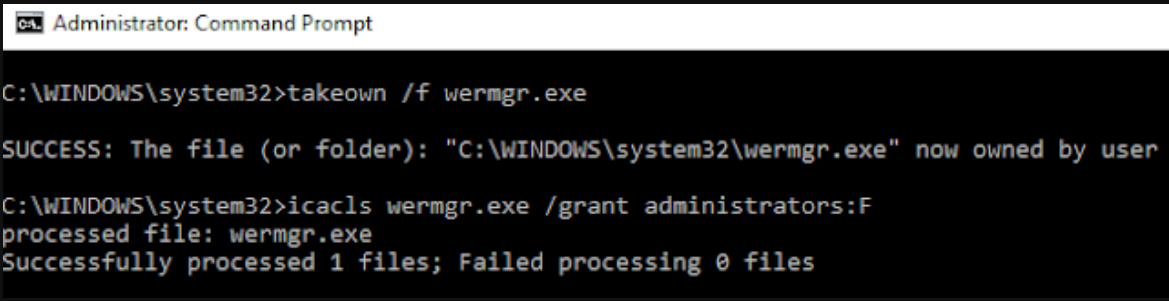 Administrator: Command Prompt
C:\WINDOWS\system32>takeown /f wermgr.exe
SUCCESS: The file (or folder): "C:\WINDOWS\system32\wermgr.exe" now owned by user
C:\WINDOWS\system32>icacls wermgr.exe /grant administrators:F
processed file: wermgr.exe
Successfully processed 1 files; Failed processing 0 files